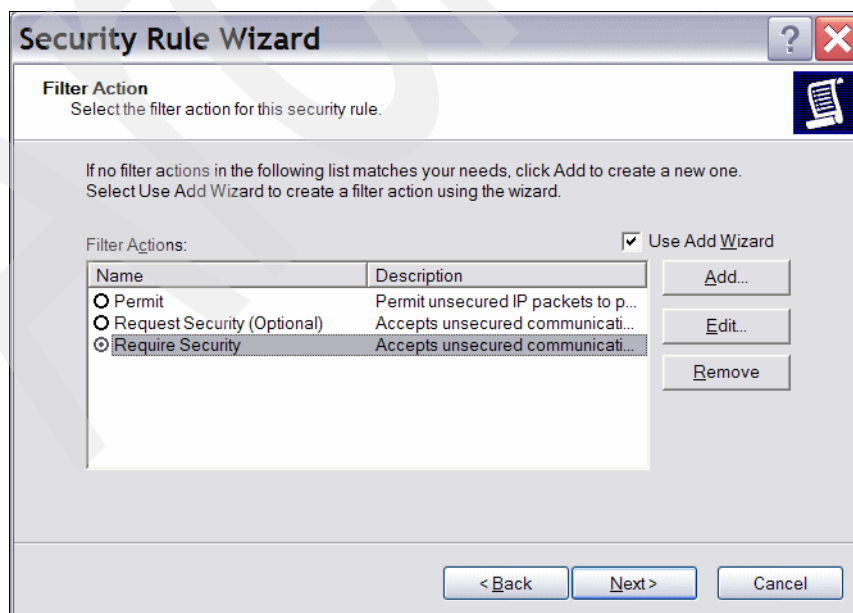 Security Rule Wizard
?
Filter Action
Select the filter action for this security rule.
If no filter actions in the following list matches your needs, click Add to create a new one.
Select Use Add Wizard to create a filter action using the wizard.
Filter Actions:
Use Add Wizard
Name Description
Permit Permit unsecured IP packets to p...
Request Security (Optional) Accepts unsecured communicati...
Require Security Accepts unsecured communicati...
Add...
Edit...
Remove
< Back
Next >
Cancel